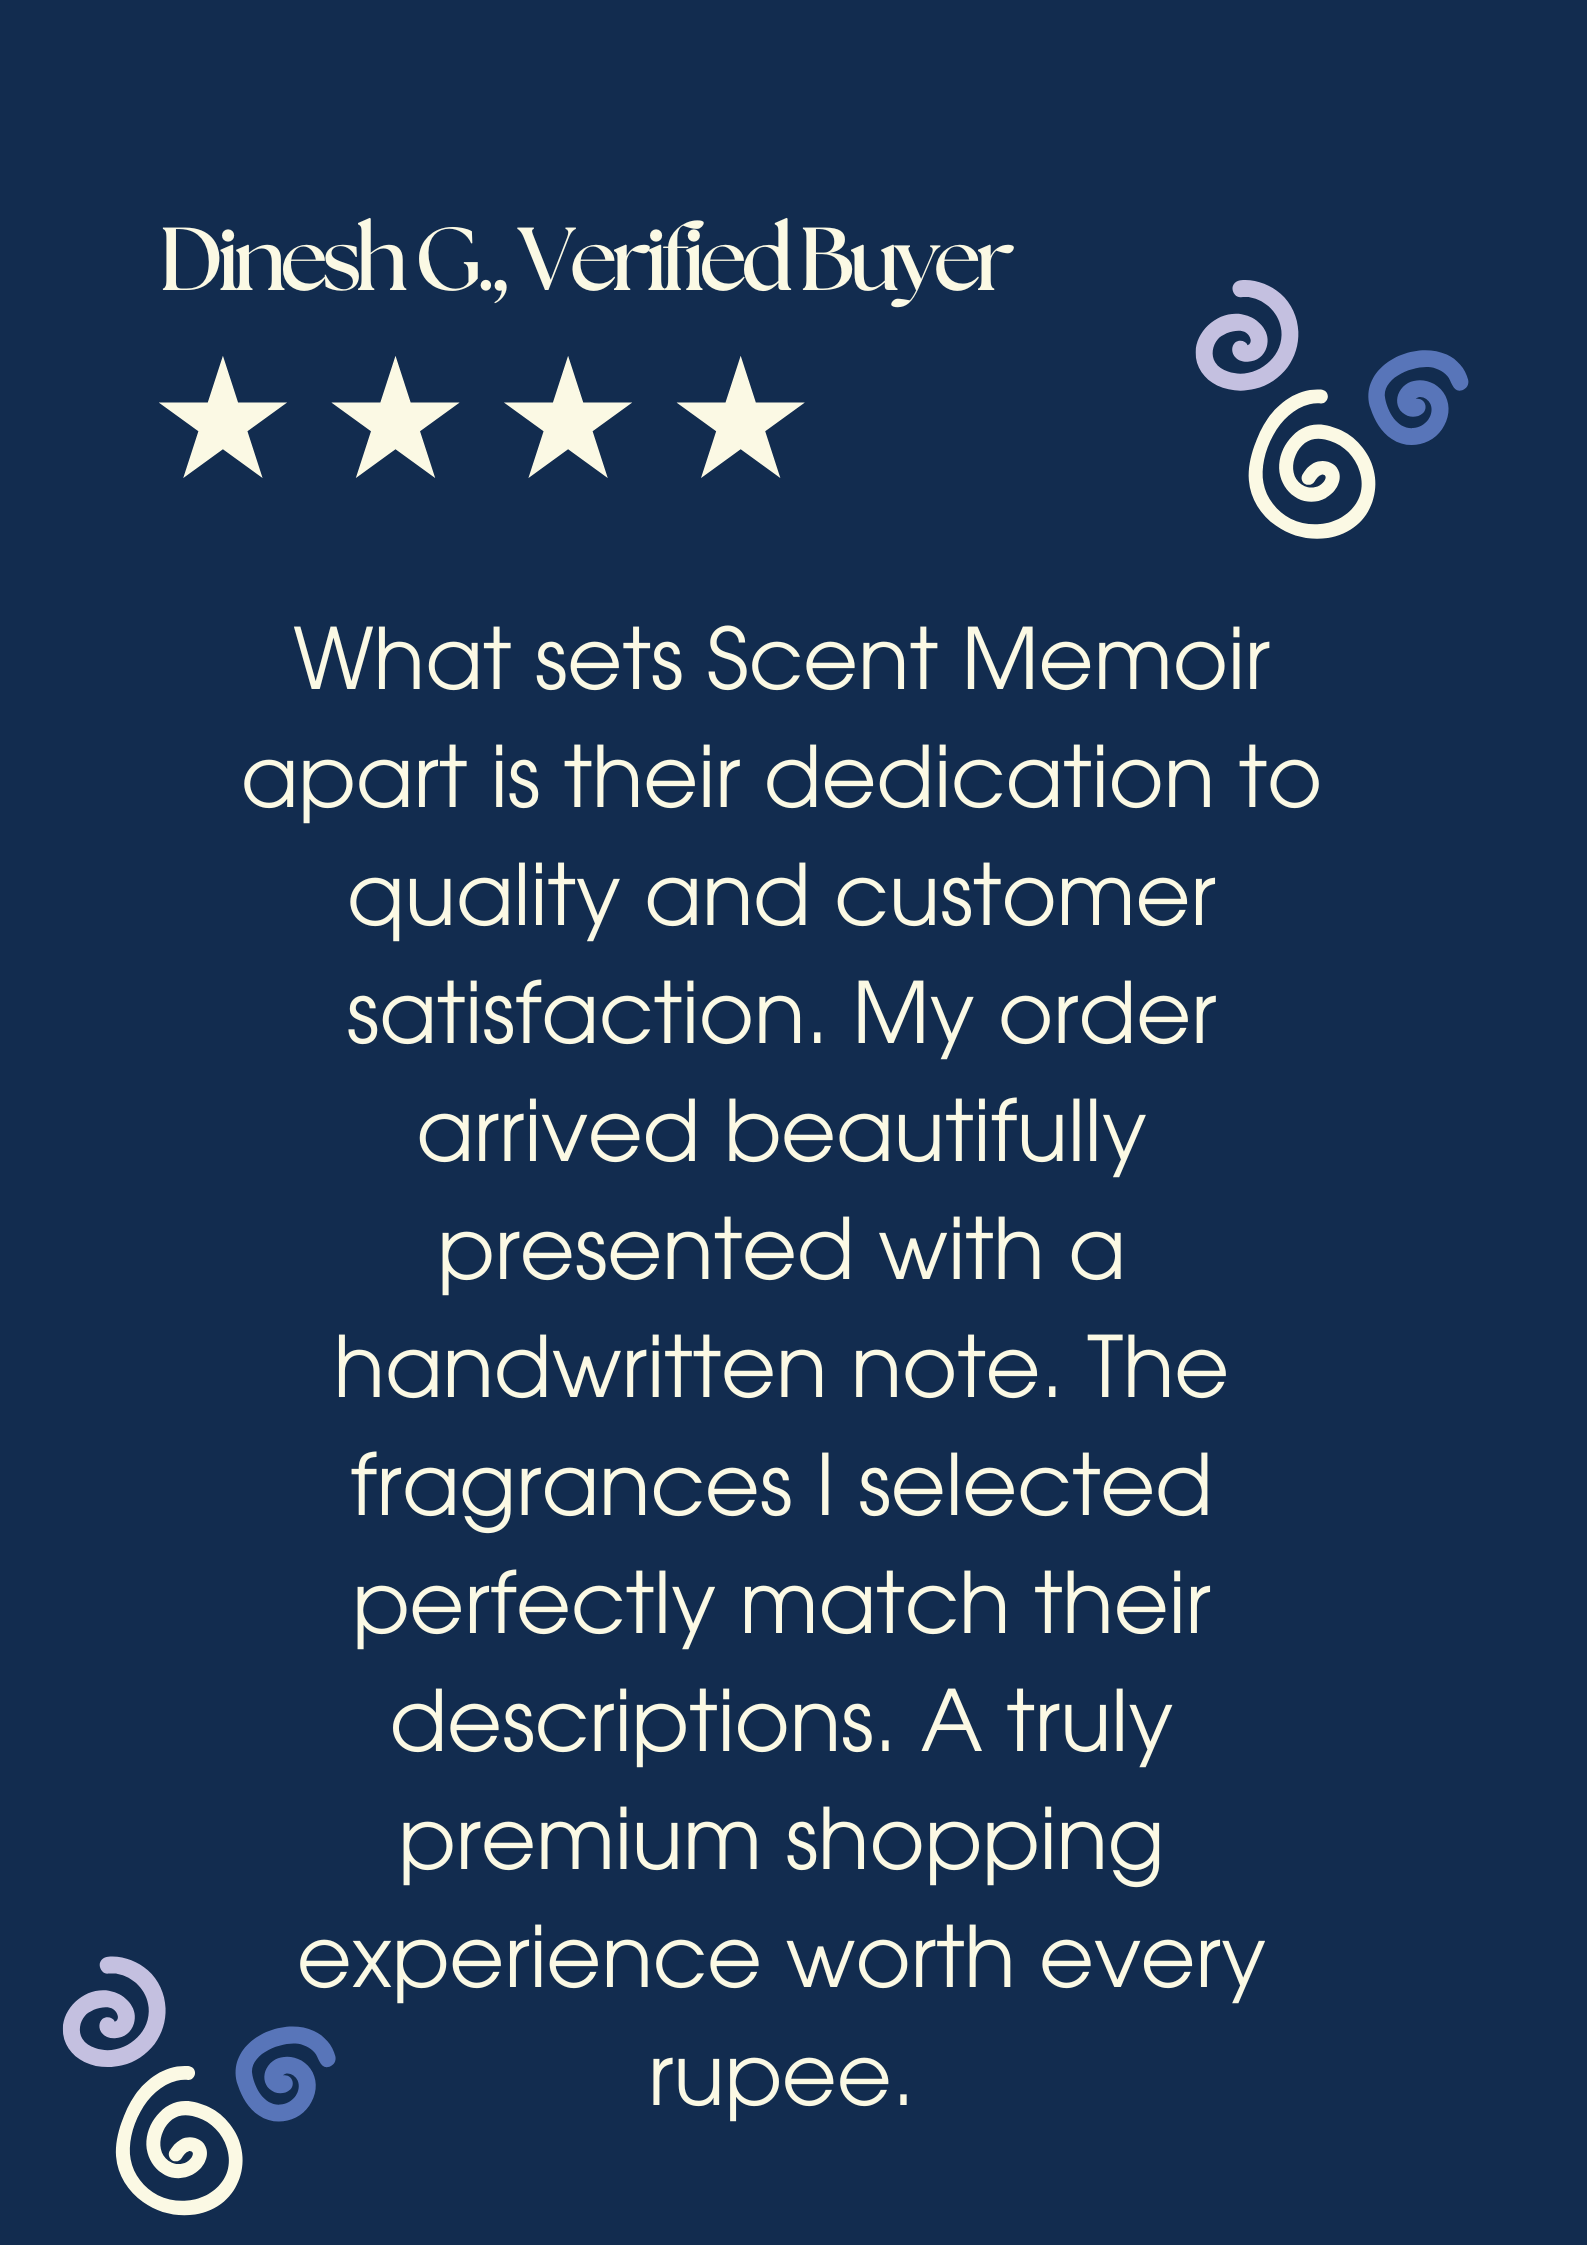 Dinesh G., Verified Buyer
What sets Scent Memoir
apart is their dedication to
quality and customer
satisfaction. My order
arrived beautifully
presented with a
handwritten note. The
fragrances I selected
perfectly match their
descriptions. A truly
premium shopping
experience worth every
rupee.